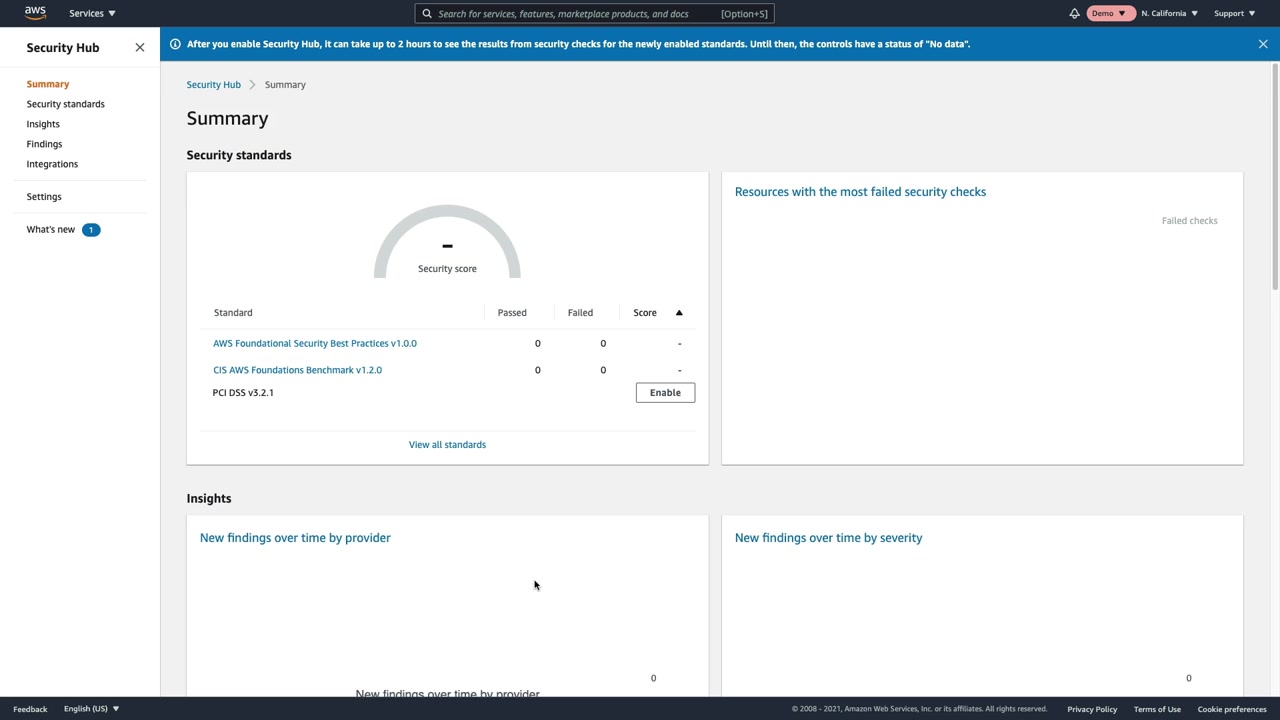 aws
Services
Search for services, features, marketplace products, and docs
[Option+S]
Demo
N. California
Support
Security Hub
After you enable Security Hub, it can take up to 2 hours to see the results from security checks for the newly enabled standards. Until then, the controls have a status of "No data".
Summary
Security standards
Insights
Findings
Integrations
Settings
What's new 1
Security Hub > Summary
Summary
Security standards
–
Security score
Standard Passed Failed Score
AWS Foundational Security Best Practices v1.0.0 0 0 -
CIS AWS Foundations Benchmark v1.2.0 0 0 -
PCI DSS v3.2.1 Enable
View all standards
Resources with the most failed security checks
Failed checks
Insights
New findings over time by provider
0
New findings over time by provider
New findings over time by severity
0
Feedback
English (US)
© 2008 - 2021, Amazon Web Services, Inc. or its affiliates. All rights reserved.
Privacy Policy
Terms of Use
Cookie preferences